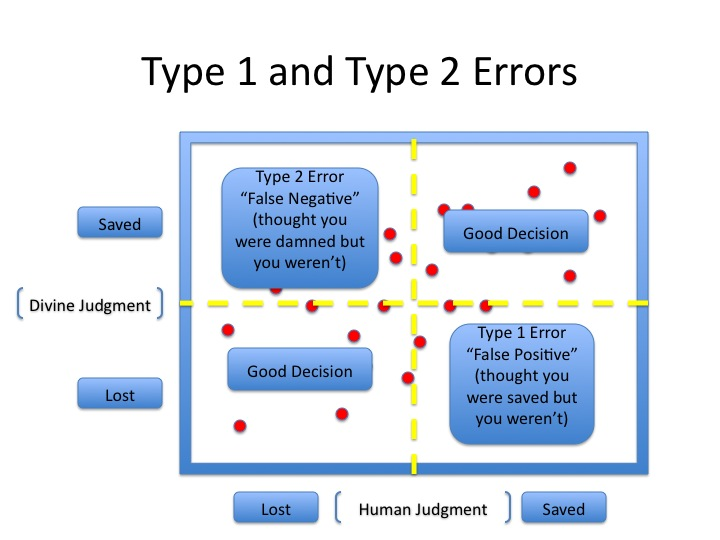 Type 1 and Type 2 Errors
Type 2 Error
“False Negative”
(thought you
were damned but
you weren’t)
Saved
Good Decision
Divine Judgment
Type 1 Error
“False Positive”
(thought you
were saved but
you weren’t)
Good Decision
Lost
Lost
Human Judgment
Saved